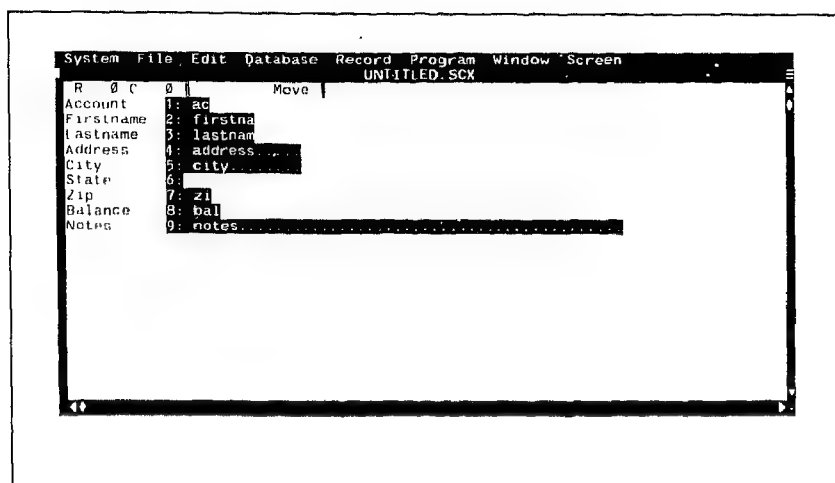 System File Edit Database Record Program Window Screen
UNTITLED.SCX
R 0 C 0 Move
Account 1: ac
Firstname 2: firstna
Lastname 3: lastnam
Address 4: address.....
City 5: city.........
State 6:
Zip 7: zi
Balance 8: bal
Notes 9: notes.................................................